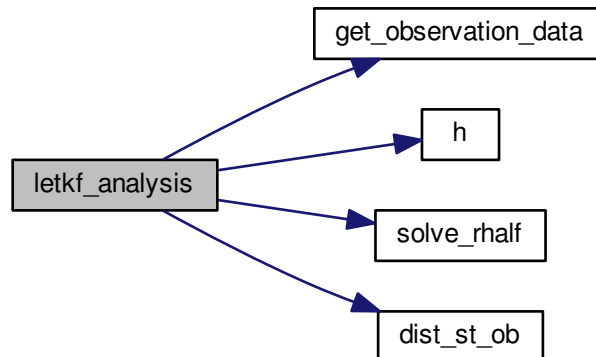 get_observation_data
h
letkf_analysis
solve_rhalf
dist_st_ob